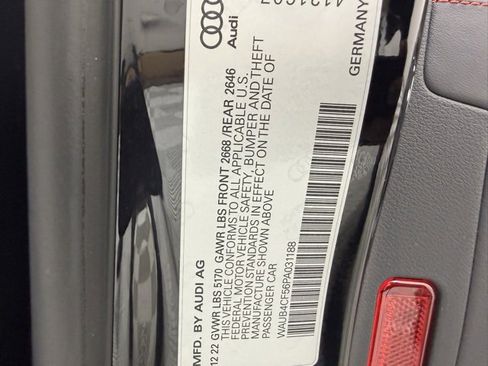 Audi
GERMANY
MFD. BY AUDI AG
12 22 GVWR LBS 5170 GAWR LBS FRONT 2668 /REAR 2646
THIS VEHICLE CONFORMS TO ALL APPLICABLE U.S.
FEDERAL MOTOR VEHICLE SAFETY, BUMPER AND THEFT
PREVENTION STANDARDS IN EFFECT ON THE DATE OF
MANUFACTURE SHOWN ABOVE
PASSENGER CAR
WAUB4CF56PA031188